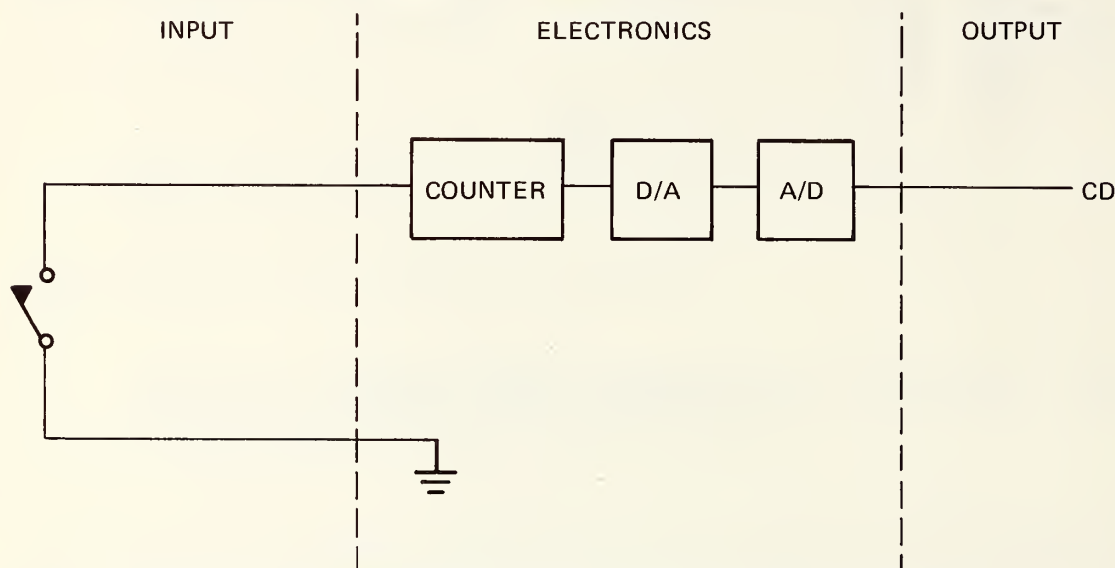 INPUT
ELECTRONICS
OUTPUT
COUNTER
D/A
A/D
CD